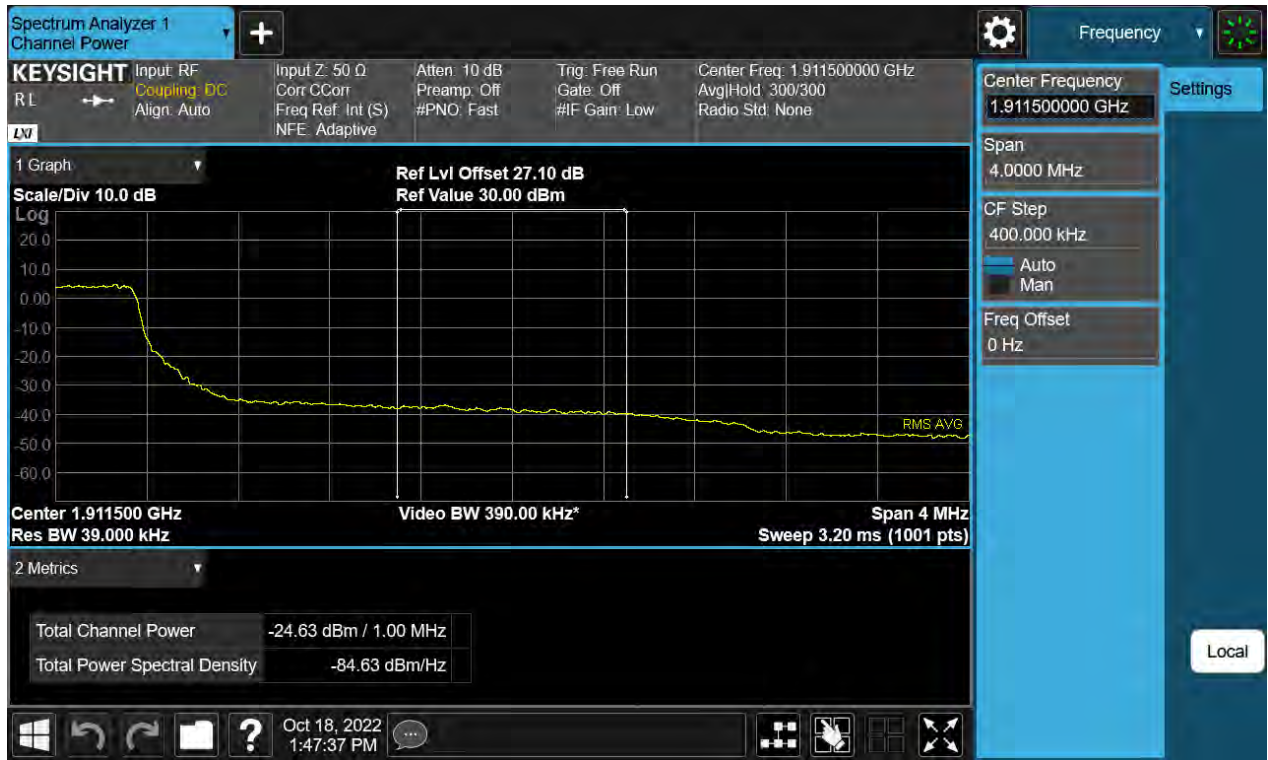 Spectrum Analyzer 1
Channel Power
Frequency
KEYSIGHT
RL
LXI
Input: RF
Coupling: DC
Align: Auto
Input Z: 50 Ω
Corr CCorr
Freq Ref: Int (S)
NFE: Adaptive
Atten: 10 dB
Preamp: Off
#PNO: Fast
Trig: Free Run
Gate: Off
#IF Gain: Low
Center Freq: 1.911500000 GHz
Avg|Hold: 300/300
Radio Std: None
Center Frequency
1.911500000 GHz
Settings
Span
4.0000 MHz
CF Step
400.000 kHz
Auto
Man
Freq Offset
0 Hz
1 Graph
Scale/Div 10.0 dB
Ref Lvl Offset 27.10 dB
Ref Value 30.00 dBm
Log
20.0
10.0
0.00
-10.0
-20.0
-30.0
-40.0
-50.0
-60.0
RMS AVG
Center 1.911500 GHz
Video BW 390.00 kHz*
Span 4 MHz
Res BW 39.000 kHz
Sweep 3.20 ms (1001 pts)
2 Metrics
Total Channel Power -24.63 dBm / 1.00 MHz
Total Power Spectral Density -84.63 dBm/Hz
Local
Oct 18, 2022
1:47:37 PM